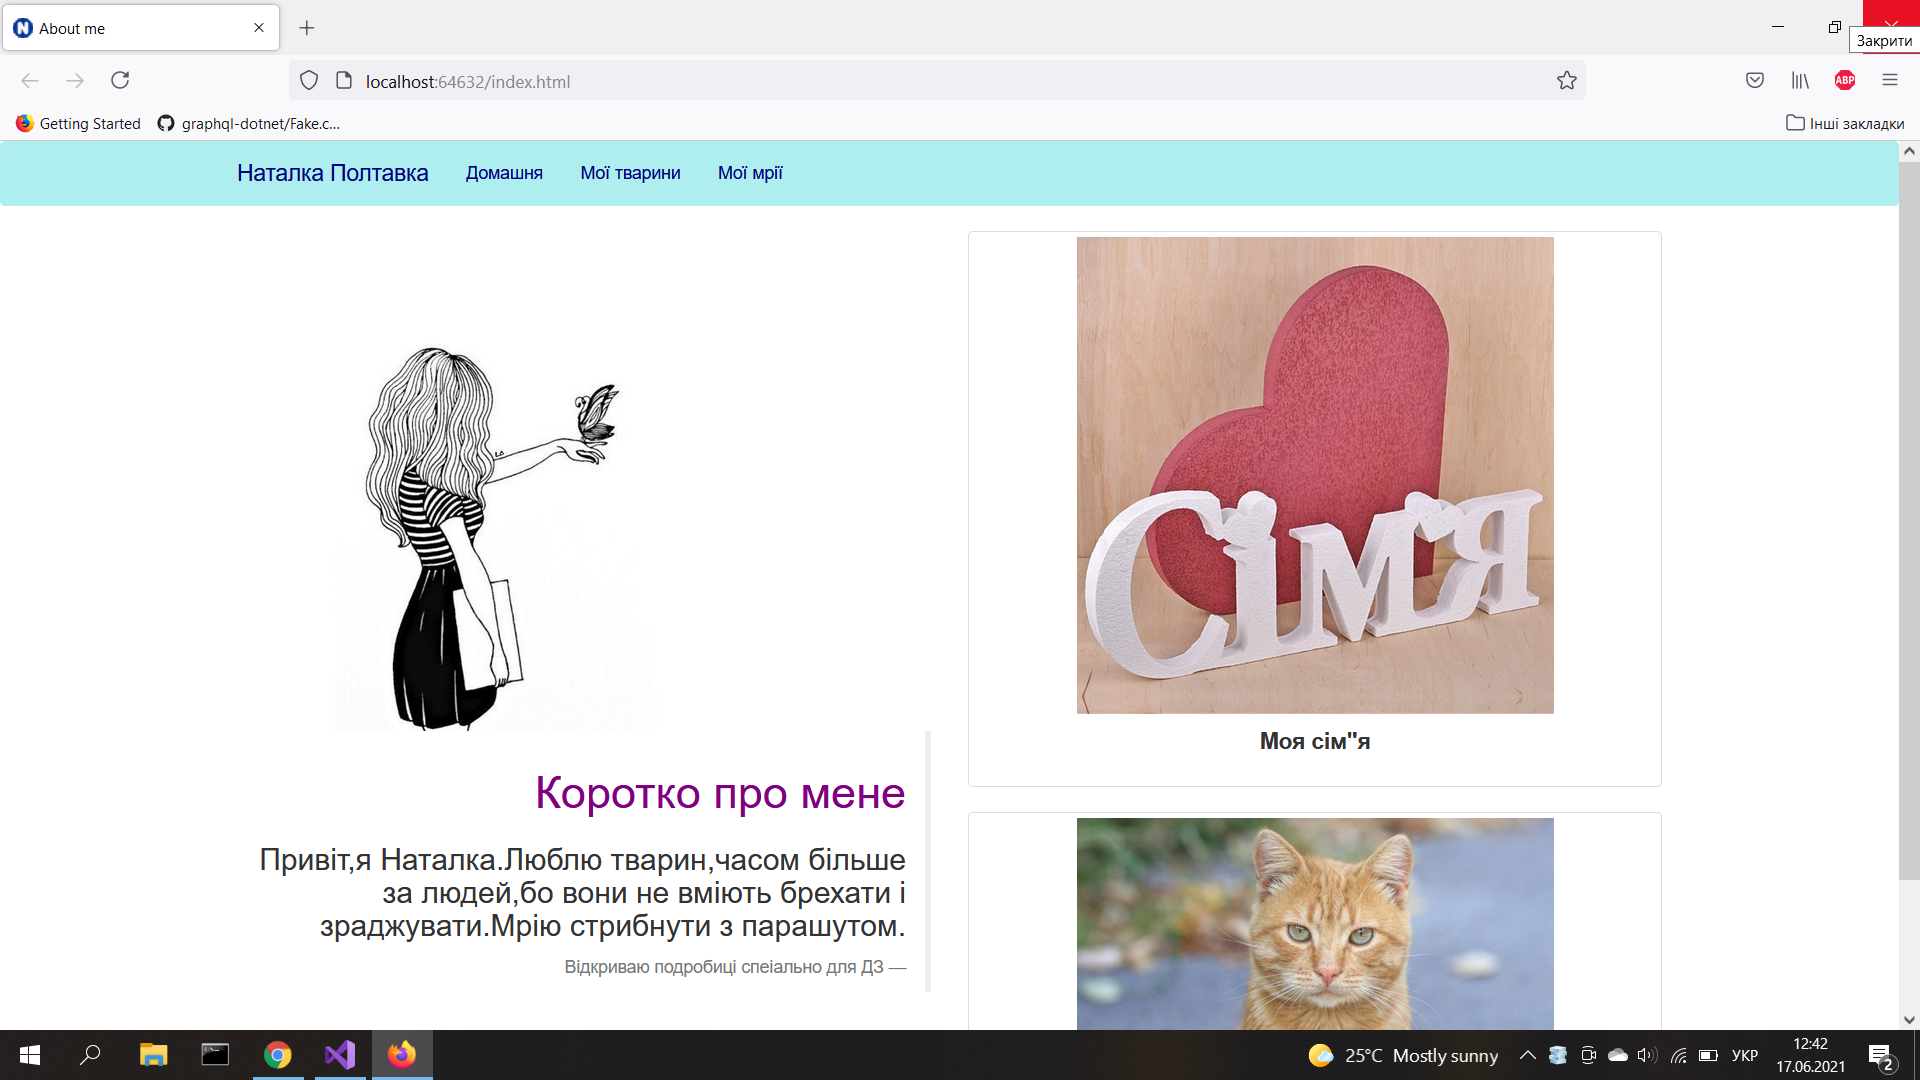 About me
Закрити
localhost:64632/index.html
ABP
Getting Started
graphql-dotnet/Fake.c...
Інші закладки
Наталка Полтавка
Домашня
Мої тварини
Мої мрії
Сім'я
Моя сім"я
Коротко про мене
Привіт,я Наталка.Люблю тварин,часом більше
за людей,бо вони не вміють брехати і
зраджувати.Мрію стрибнути з парашутом.
Відкриваю подробиці спеіально для ДЗ —
25°C Mostly sunny
УКР
12:42
17.06.2021
2